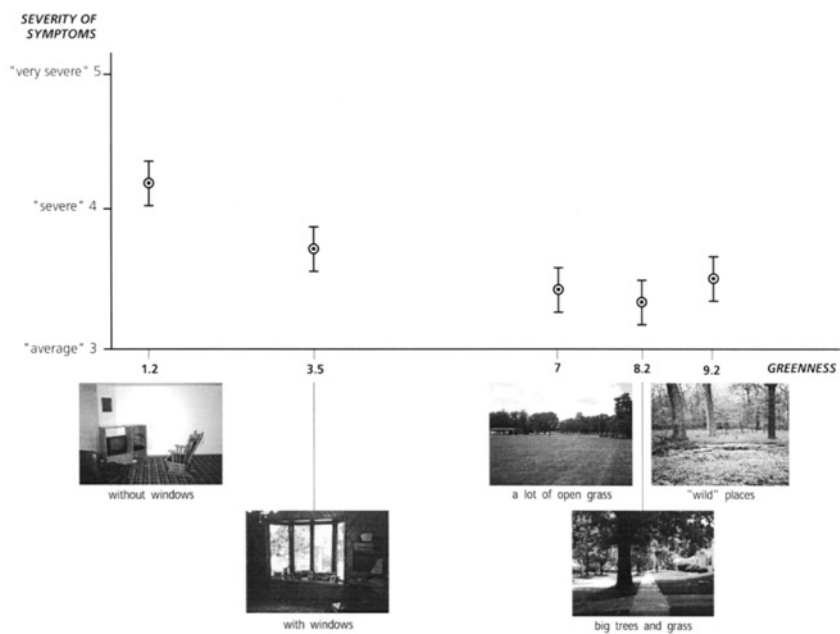 SEVERITY OF
SYMPTOMS
"very severe" 5
"severe" 4
"average" 3
1.2 3.5 7 8.2 9.2 GREENNESS
without windows
a lot of open grass
"wild" places
with windows
big trees and grass